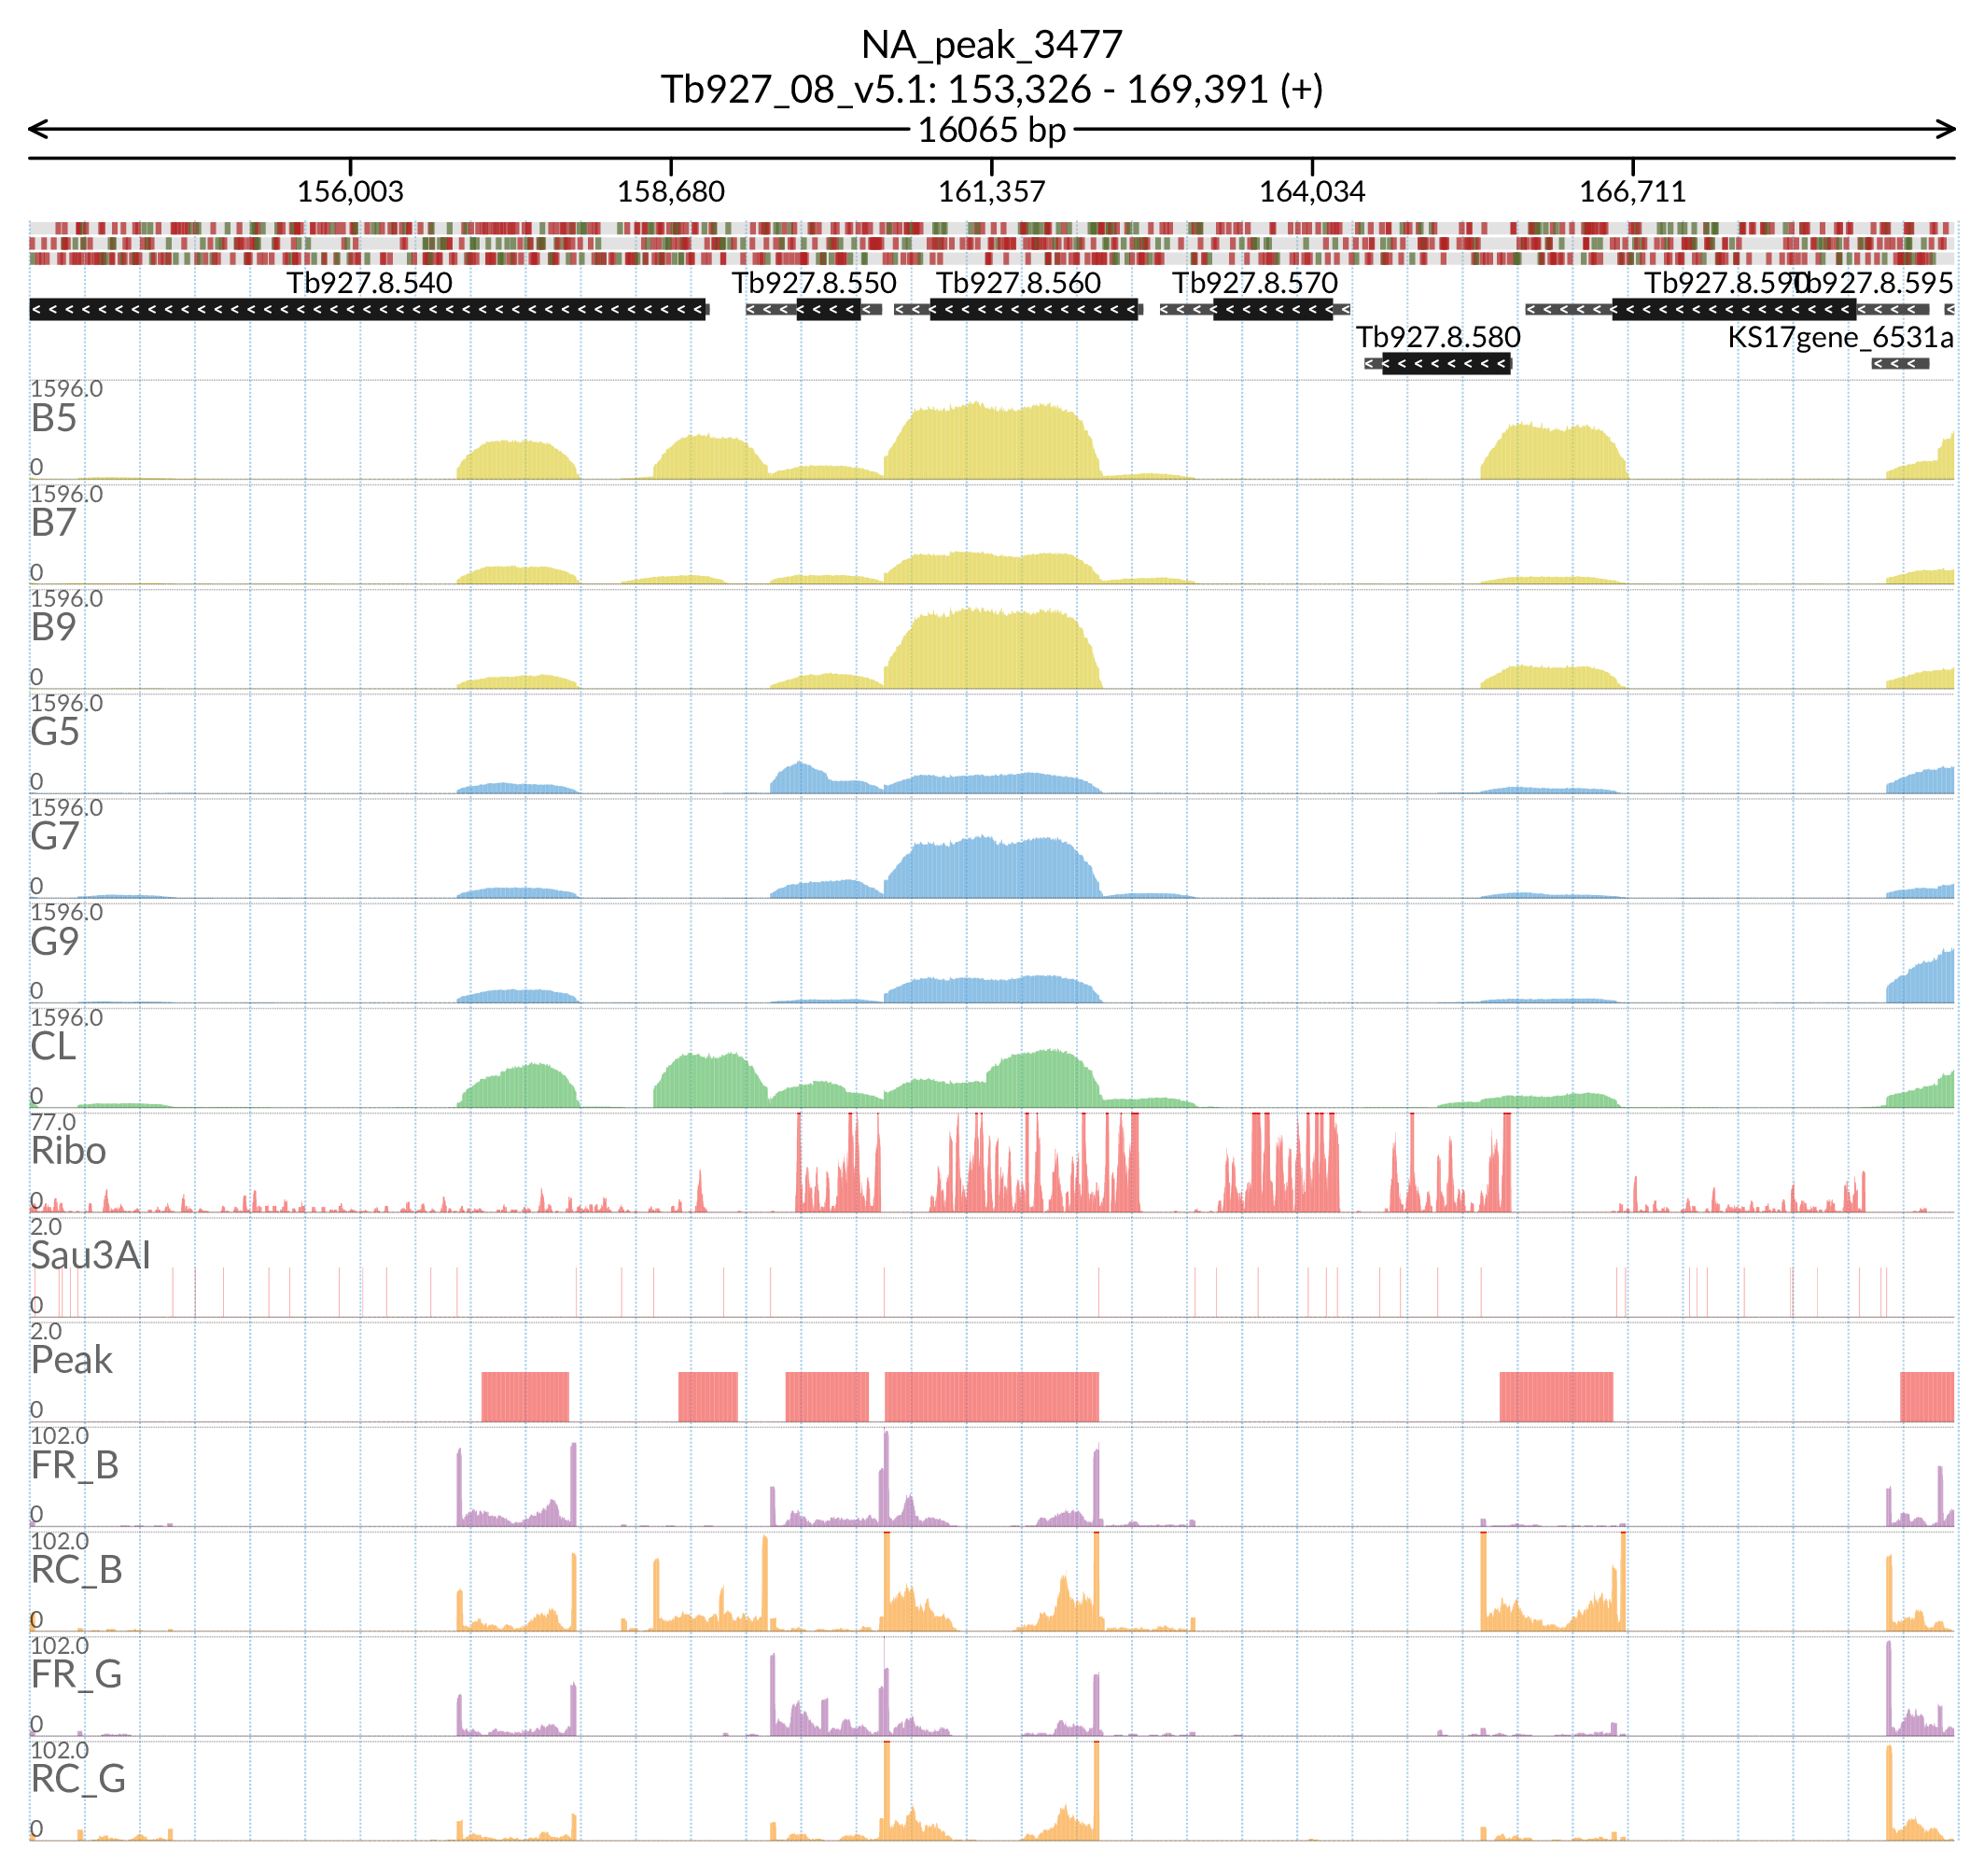 NA_peak_3477
Tb927_08_v5.1: 153,326 - 169,391 (+)
16065 bp
156,003 158,680 161,357 164,034 166,711
Tb927.8.540 Tb927.8.550 Tb927.8.560 Tb927.8.570 Tb927.8.590 Tb927.8.595
Tb927.8.580 KS17gene_6531a
1596.0
B5
0
1596.0
B7
0
1596.0
B9
0
1596.0
G5
0
1596.0
G7
0
1596.0
G9
0
1596.0
CL
0
77.0
Ribo
0
2.0
Sau3AI
0
2.0
Peak
0
102.0
FR_B
0
102.0
RC_B
0
102.0
FR_G
0
102.0
RC_G
0